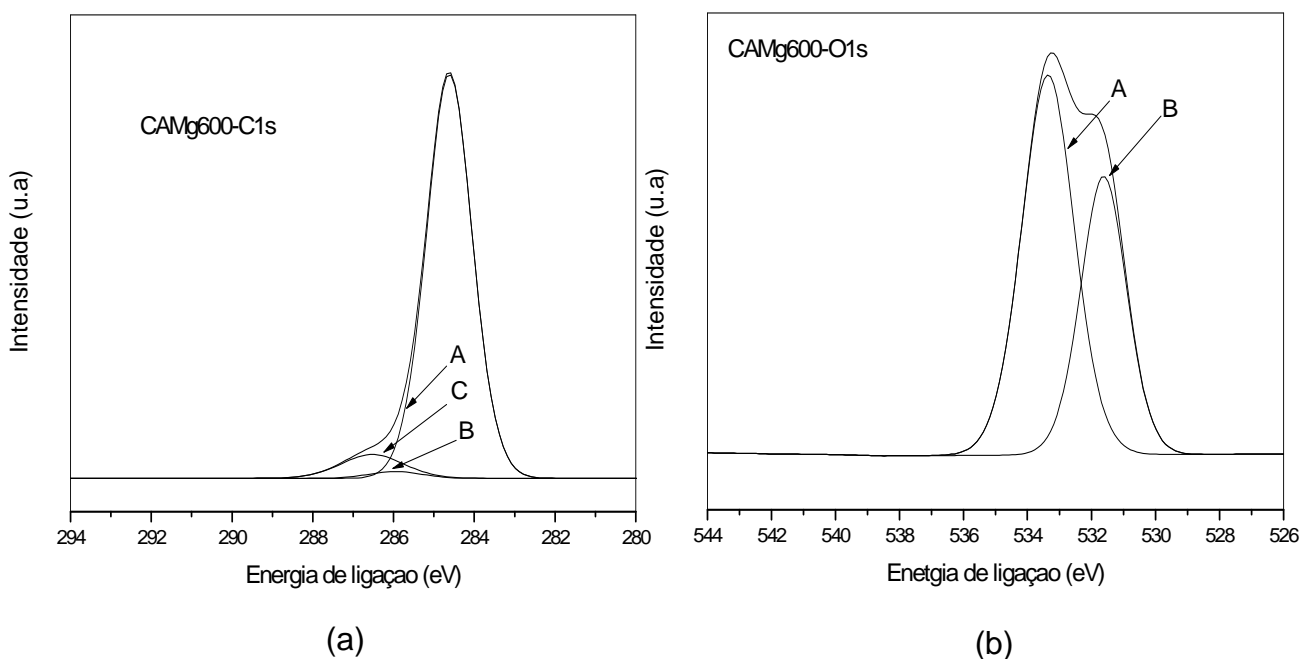 CAMg600-C1s
Intensidade (u.a)
A
C
B
294 292 290 288 286 284 282 280
Energia de ligaçao (eV)
(a)
CAMg600-O1s
Intensidade (u.a)
A
B
544 542 540 538 536 534 532 530 528 526
Enetgia de ligaçao (eV)
(b)